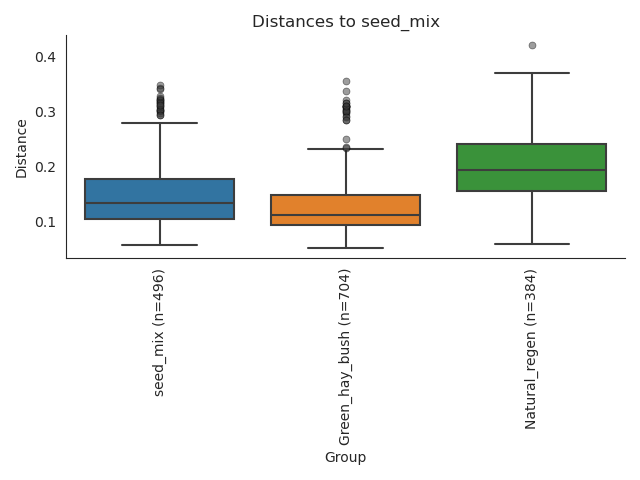 Distances to seed_mix
Distance
0.4
0.3
0.2
0.1
seed_mix (n=496)
Green_hay_bush (n=704)
Natural_regen (n=384)
Group